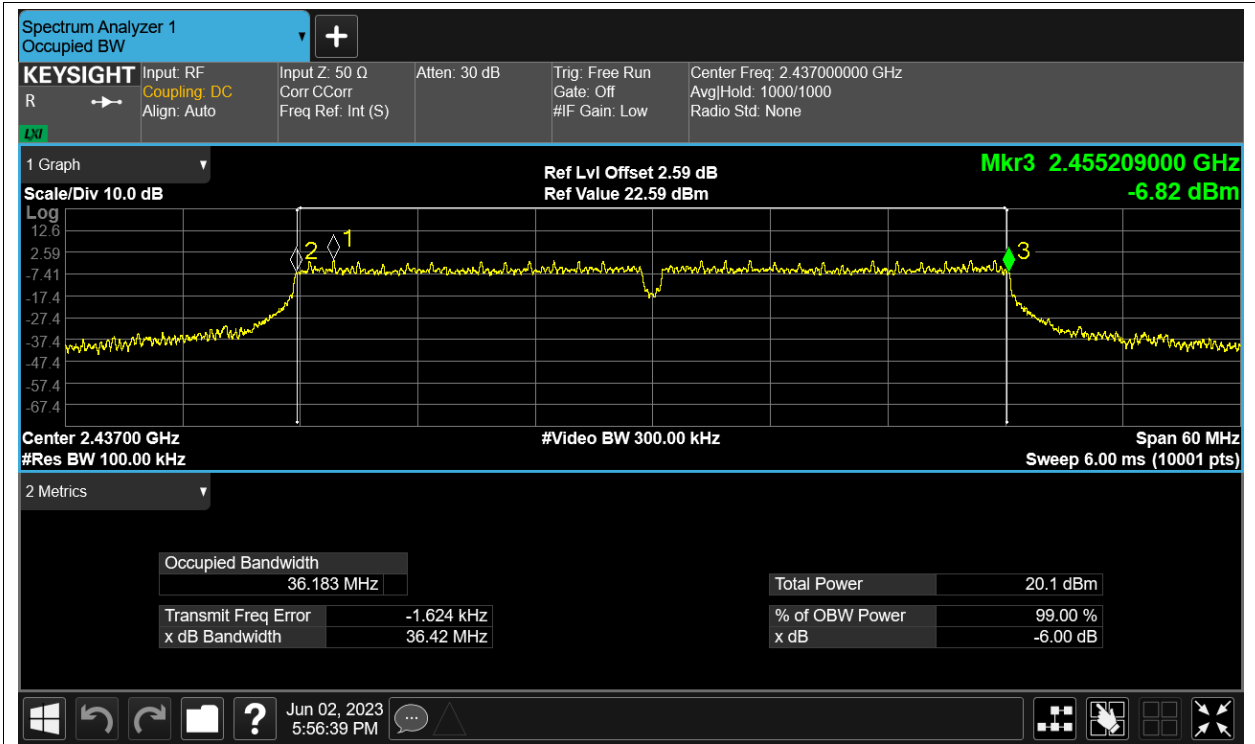 Spectrum Analyzer 1
Occupied BW
+
KEYSIGHT
R
LXI
Input: RF
Coupling: DC
Align: Auto
Input Z: 50 Ω
Corr CCorr
Freq Ref: Int (S)
Atten: 30 dB
Trig: Free Run
Gate: Off
#IF Gain: Low
Center Freq: 2.437000000 GHz
Avg|Hold: 1000/1000
Radio Std: None
1 Graph
Scale/Div 10.0 dB
Ref Lvl Offset 2.59 dB
Ref Value 22.59 dBm
Mkr3 2.455209000 GHz
-6.82 dBm
Log
12.6
2.59
-7.41
-17.4
-27.4
-37.4
-47.4
-57.4
-67.4
2
1
3
Center 2.43700 GHz
#Res BW 100.00 kHz
#Video BW 300.00 kHz
Span 60 MHz
Sweep 6.00 ms (10001 pts)
2 Metrics
Occupied Bandwidth
36.183 MHz
Transmit Freq Error -1.624 kHz
x dB Bandwidth 36.42 MHz
Total Power 20.1 dBm
% of OBW Power 99.00 %
x dB -6.00 dB
?
Jun 02, 2023
5:56:39 PM